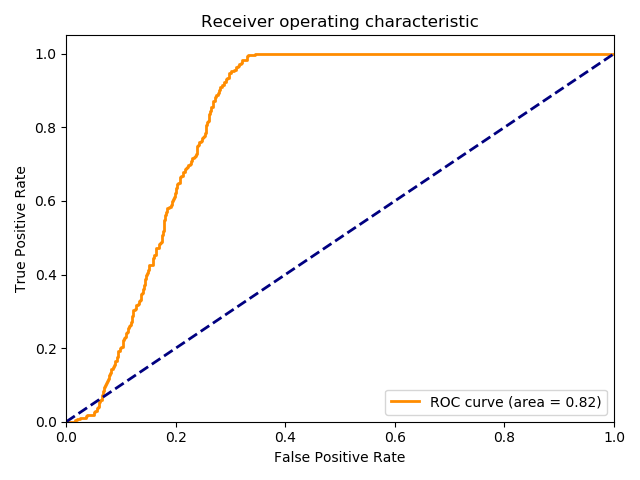 Receiver operating characteristic
1.0
0.8
0.6
0.4
0.2
0.0
True Positive Rate
0.0 0.2 0.4 0.6 0.8 1.0
False Positive Rate
ROC curve (area = 0.82)